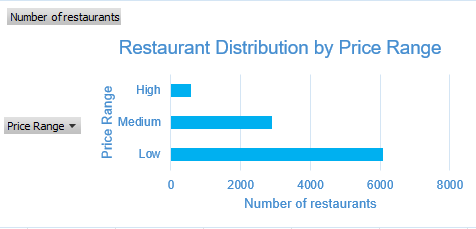 Number of restaurants
Restaurant Distribution by Price Range
Price Range
Price Range
High
Medium
Low
0 2000 4000 6000 8000
Number of restaurants